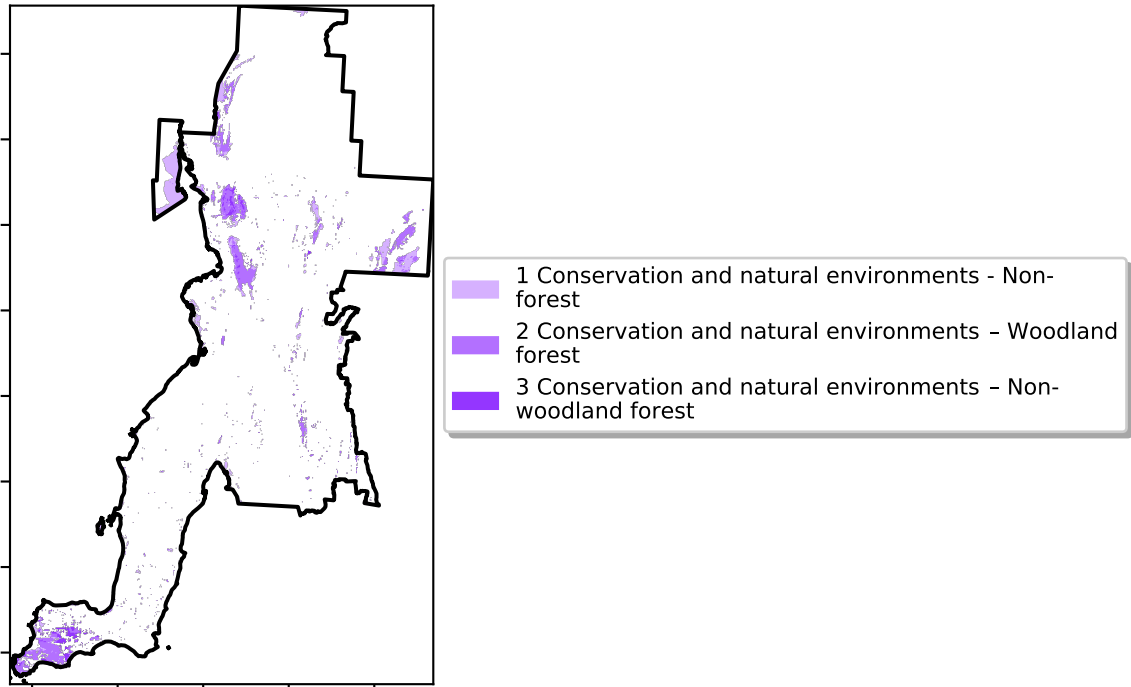 1 Conservation and natural environments - Non-
forest
2 Conservation and natural environments – Woodland
forest
3 Conservation and natural environments – Non-
woodland forest